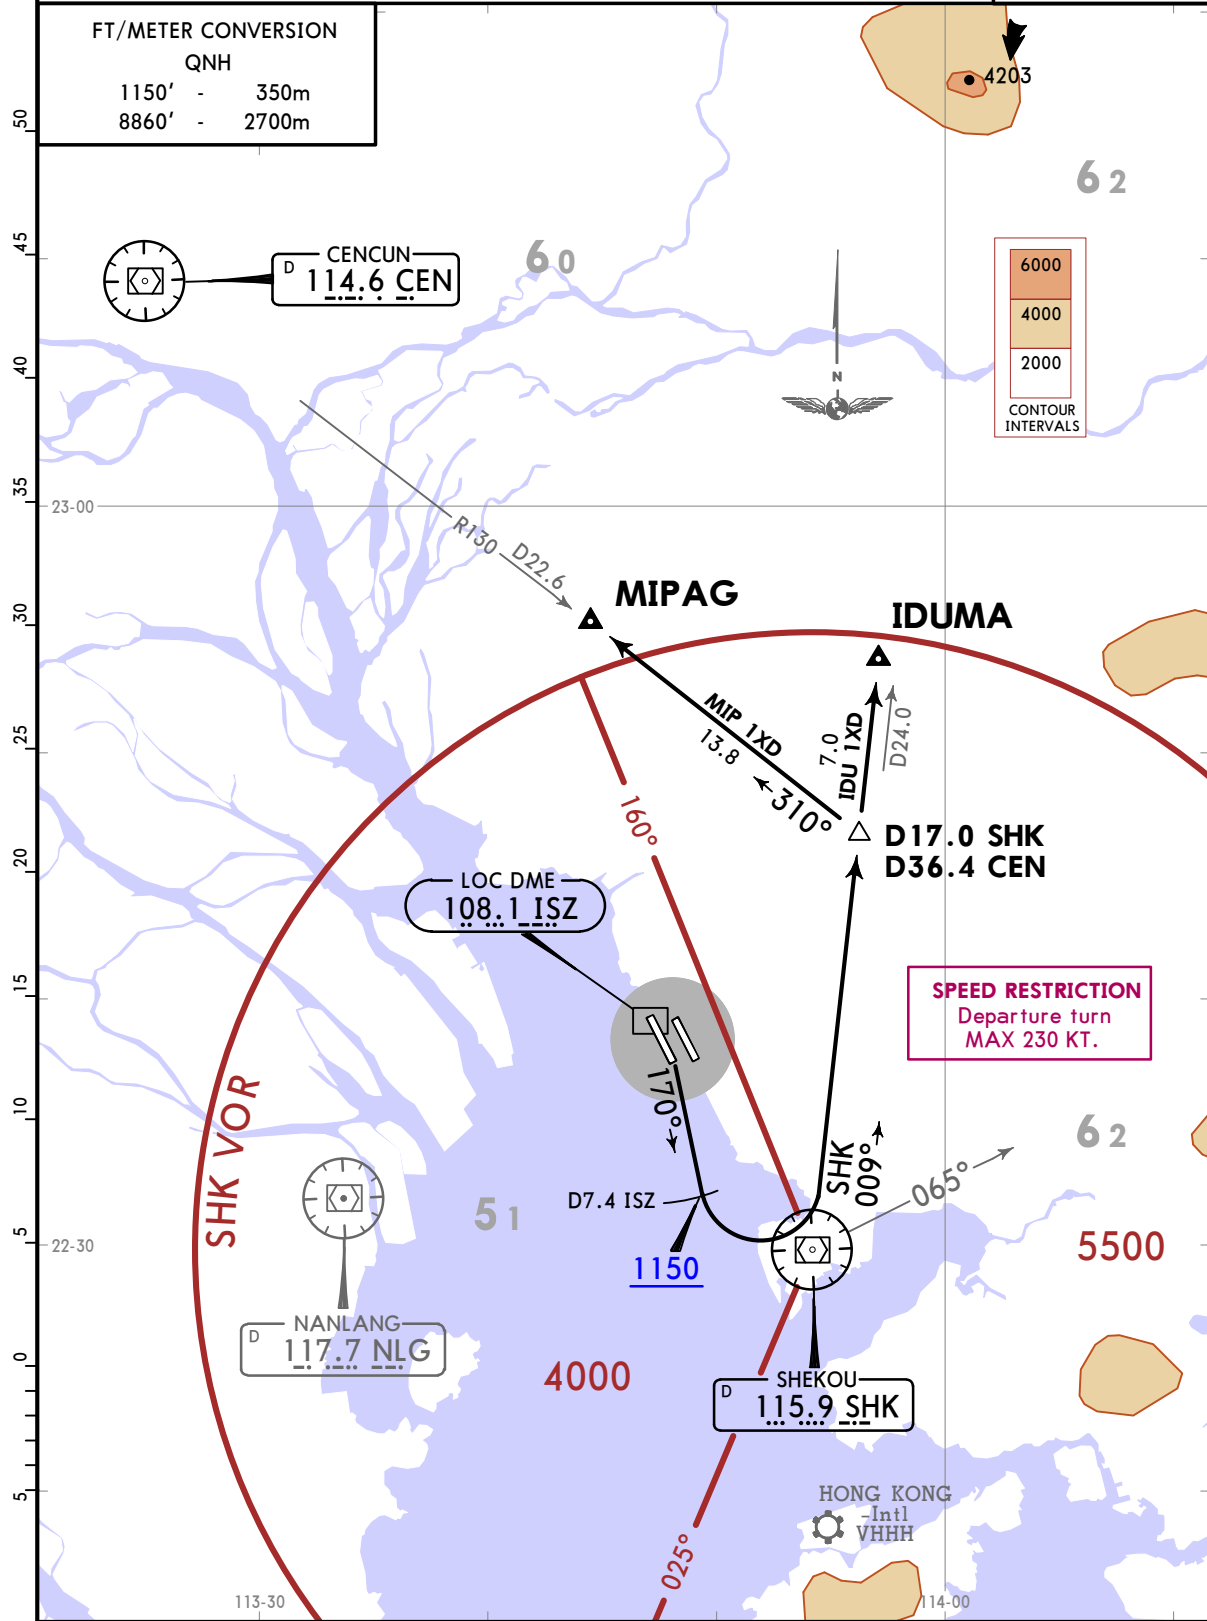 FT/METER CONVERSION
QNH
1150' - 350m
8860' - 2700m
4203
50
62
45
CENCUN
D 114.6 CEN
60
6000
4000
2000
CONTOUR
INTERVALS
40
N
35
23-00
R130 D22.6
30
MIPAG
IDUMA
25
MIP 1XD
13.8
310°
7.0
IDU 1XD
D24.0
160°
D17.0 SHK
D36.4 CEN
20
LOC DME
108.1 ISZ
15
SPEED RESTRICTION
Departure turn
MAX 230 KT.
170°
10
SHK VOR
62
SHK
009°
065°
D7.4 ISZ
51
5
22-30
1150
5500
NANLANG
D 117.7 NLG
0
4000
SHEKOU
D 115.9 SHK
5
HONG KONG
-Intl
VHHH
025°
113-30
114-00